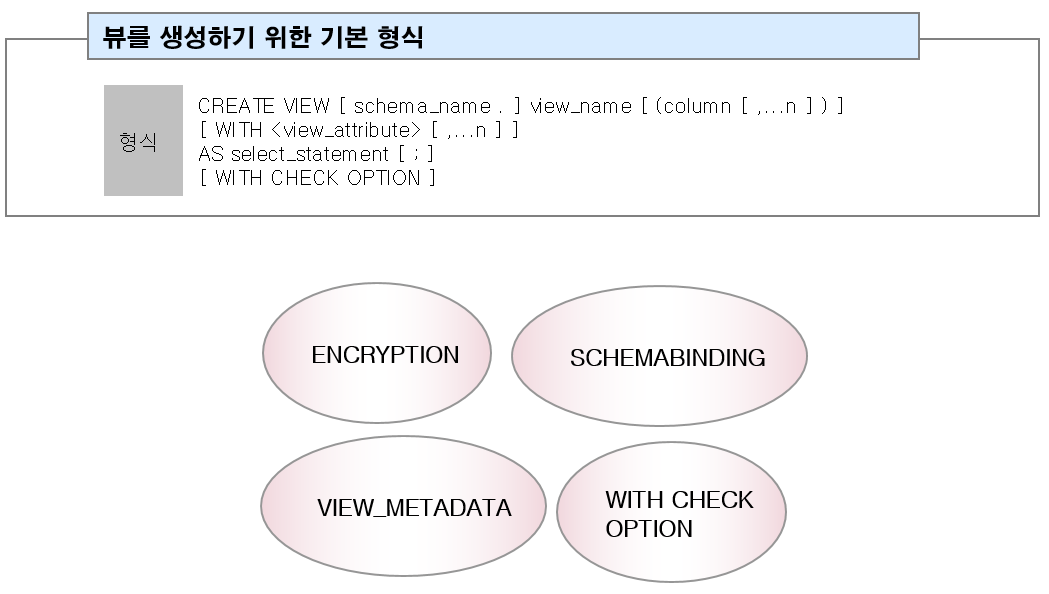 뷰를 생성하기 위한 기본 형식
형식
CREATE VIEW [ schema_name . ] view_name [ (column [ ,...n ] ) ]
[ WITH <view_attribute> [ ,...n ] ]
AS select_statement [ ; ]
[ WITH CHECK OPTION ]
ENCRYPTION
SCHEMABINDING
VIEW_METADATA
WITH CHECK
OPTION